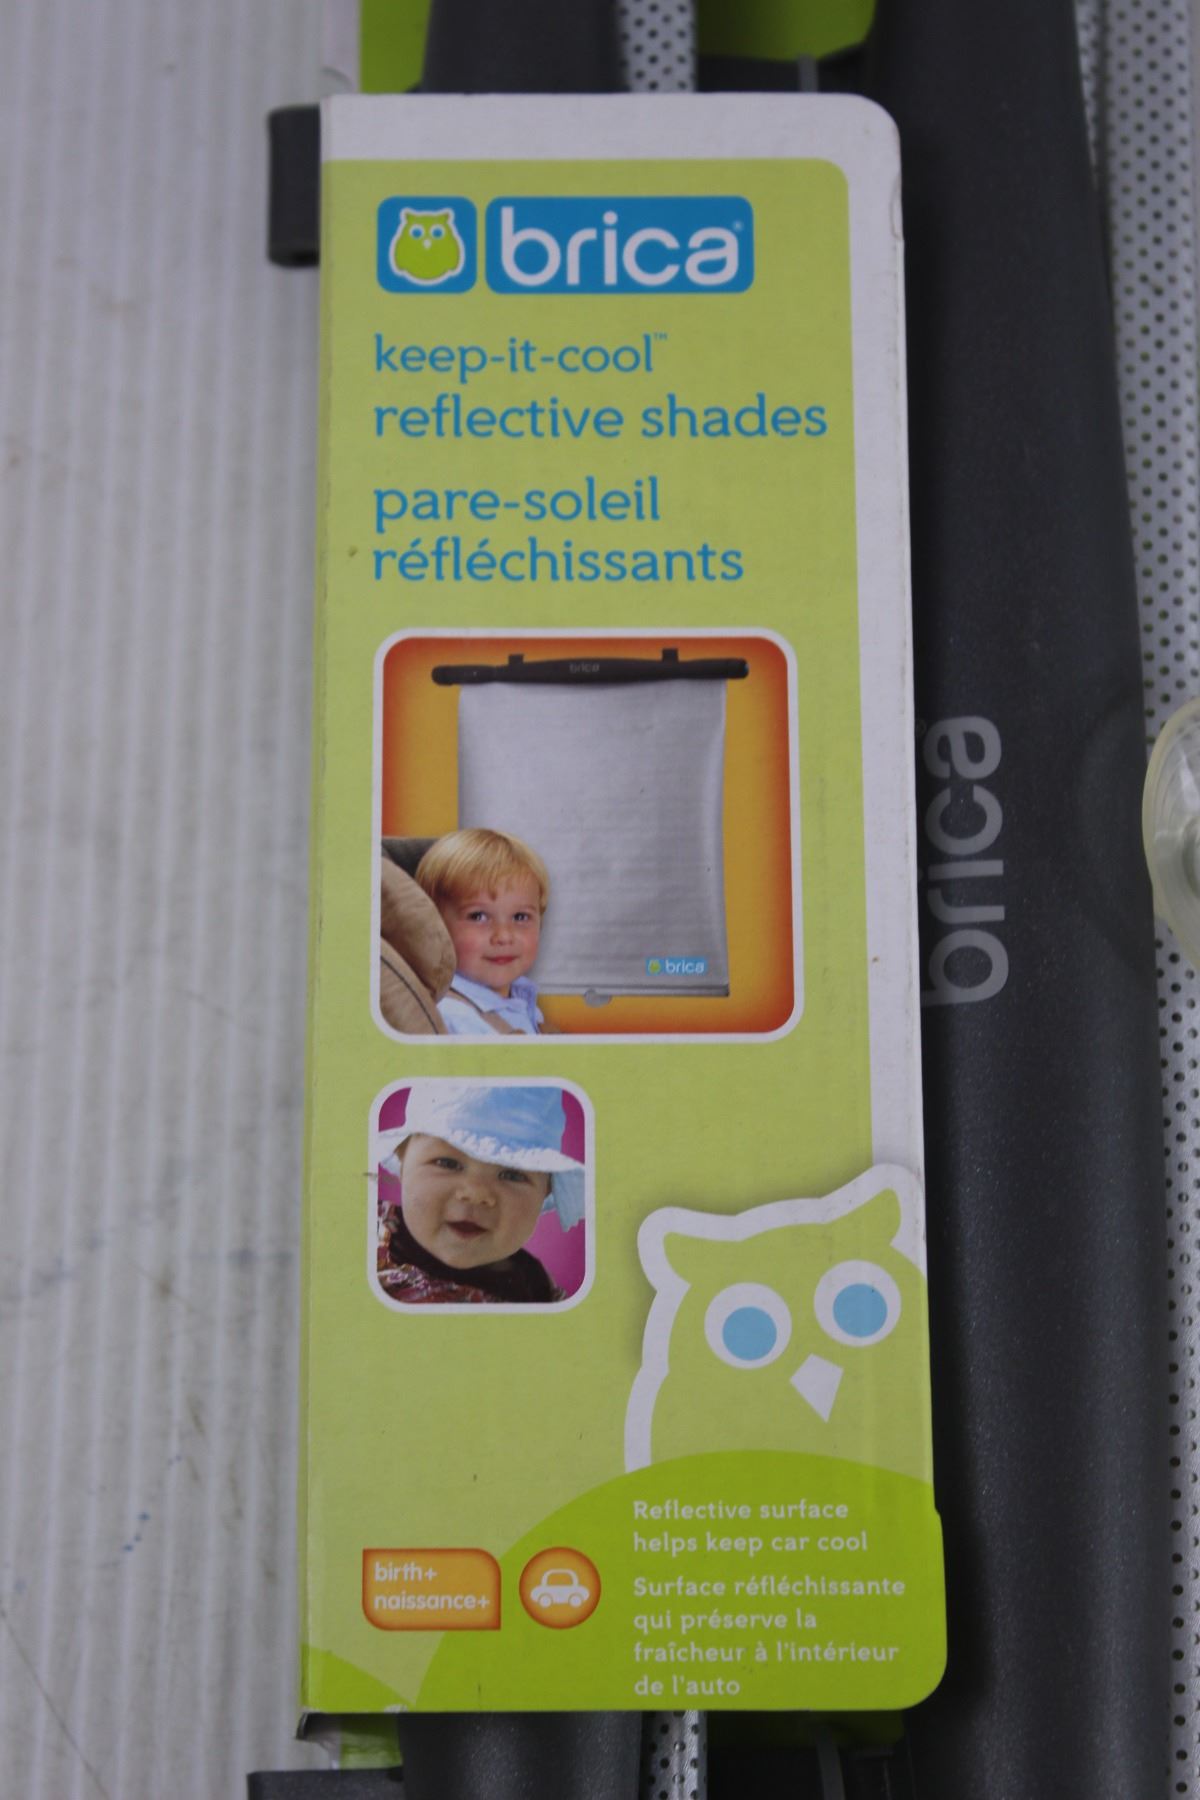 brica®
keep-it-cool™
reflective shades
pare-soleil
réfléchissants
brica
brica
brica
birth+
naissance+
Reflective surface
helps keep car cool
Surface réfléchissante
qui préserve la
fraîcheur à l'intérieur
de l'auto